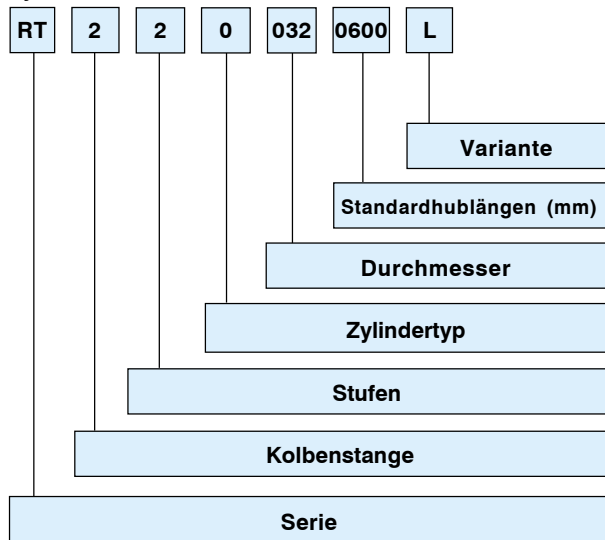 RT 2 2 0 032 0600 L
Variante
Standardhublängen (mm)
Durchmesser
Zylindertyp
Stufen
Kolbenstange
Serie